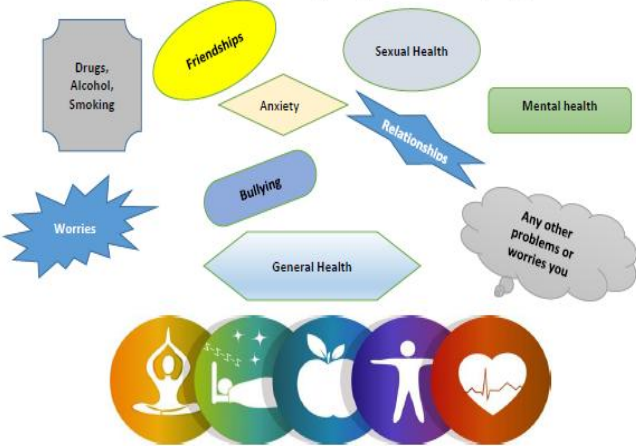 Friendships
Sexual Health
Drugs,
Alcohol,
Smoking
Anxiety
Mental health
Relationships
Bullying
Worries
Any other
problems or
worries you
General Health